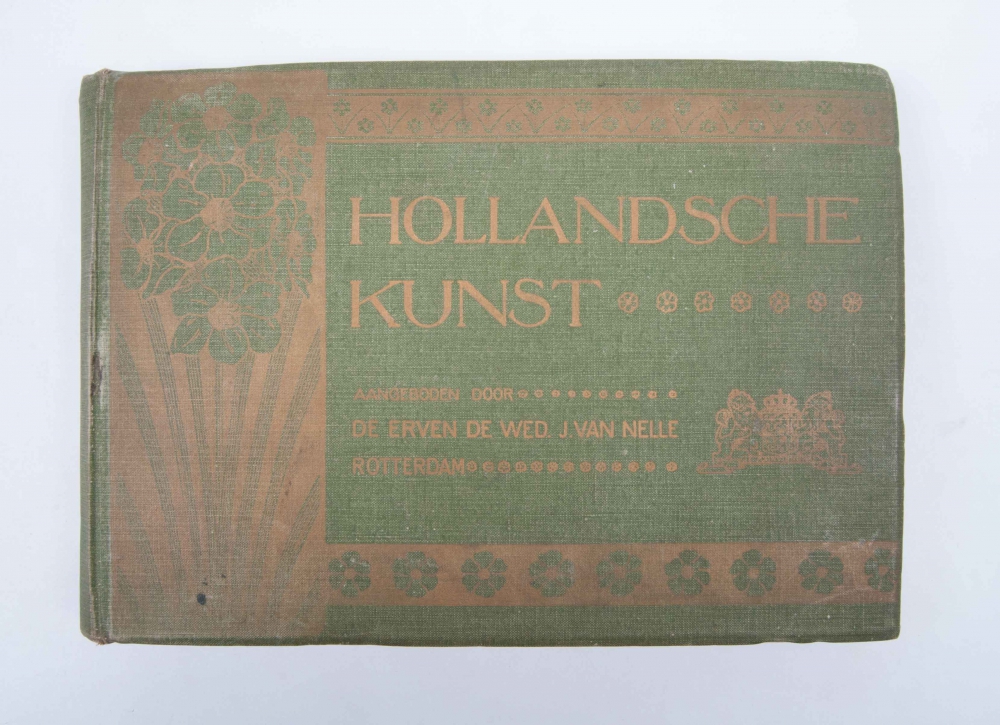 HOLLANDSCHE
KUNST
AANGEBODEN DOOR
DE ERVEN DE WED. J. VAN NELLE
ROTTERDAM